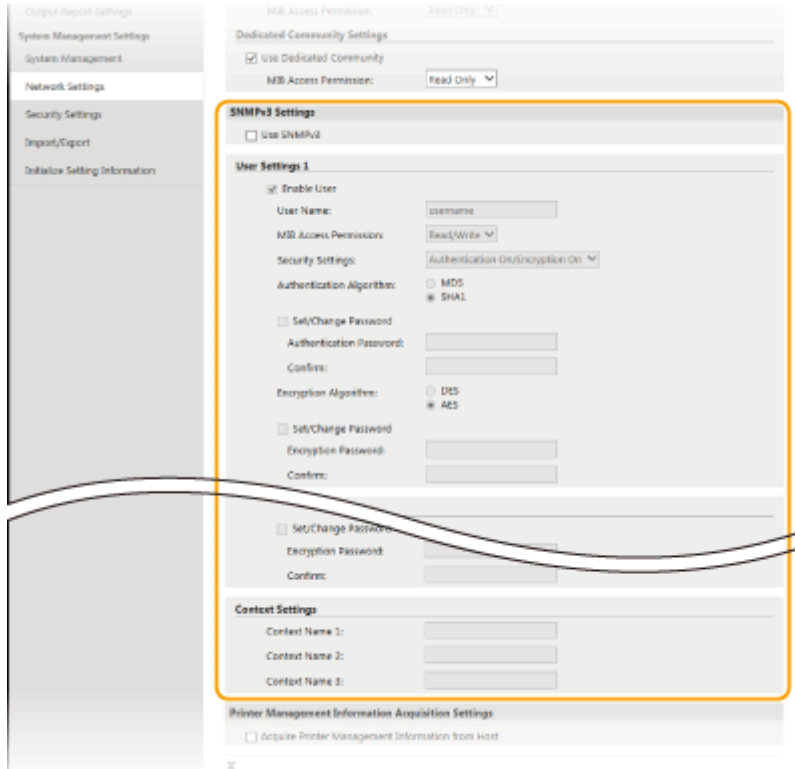 Output Report Settings
System Management Settings
System Management
Network Settings
Security Settings
Import/Export
Initialize Setting Information
MIB Access Permission: Read Only
Dedicated Community Settings
Use Dedicated Community
MIB Access Permission: Read Only
SNMPv3 Settings
Use SNMPv3
User Settings 1
Enable User
User Name: username
MIB Access Permission: Read/Write
Security Settings: Authentication On/Encryption On
Authentication Algorithm: MD5
SHA1
Set/Change Password
Authentication Password:
Confirm:
Encryption Algorithm: DES
AES
Set/Change Password
Encryption Password:
Confirm:
Set/Change Password
Encryption Password:
Confirm:
Context Settings
Context Name 1:
Context Name 2:
Context Name 3:
Printer Management Information Acquisition Settings
Acquire Printer Management Information from Host